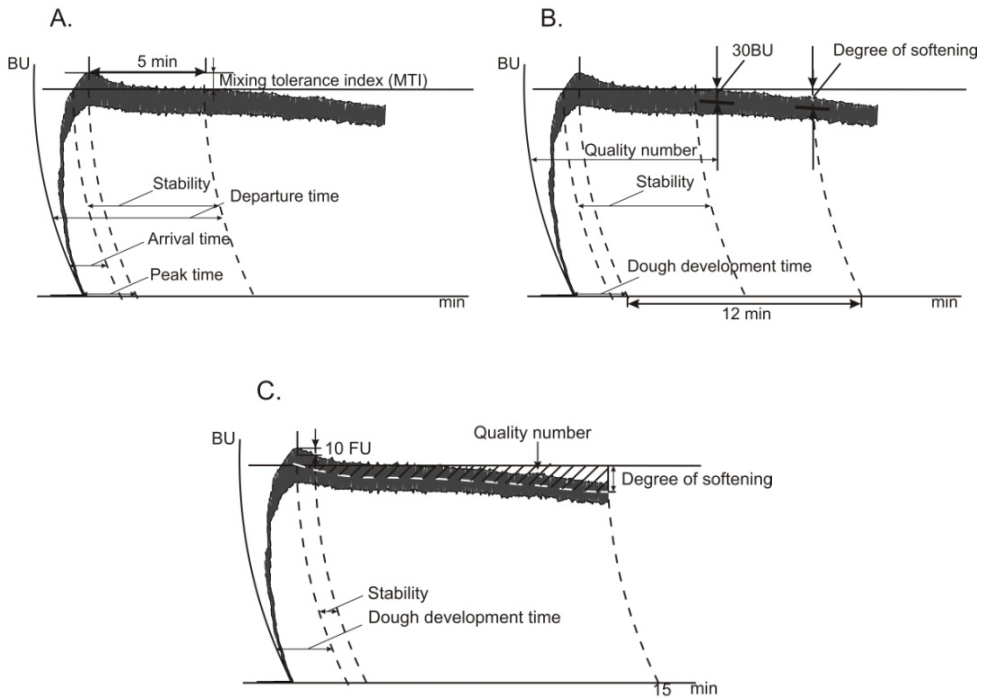 A.
BU
5 min
Mixing tolerance index (MTI)
Stability
Departure time
Arrival time
Peak time
min
B.
BU
30BU
Degree of softening
Quality number
Stability
Dough development time
12 min
min
C.
BU
10 FU
Quality number
Degree of softening
Stability
Dough development time
15
min